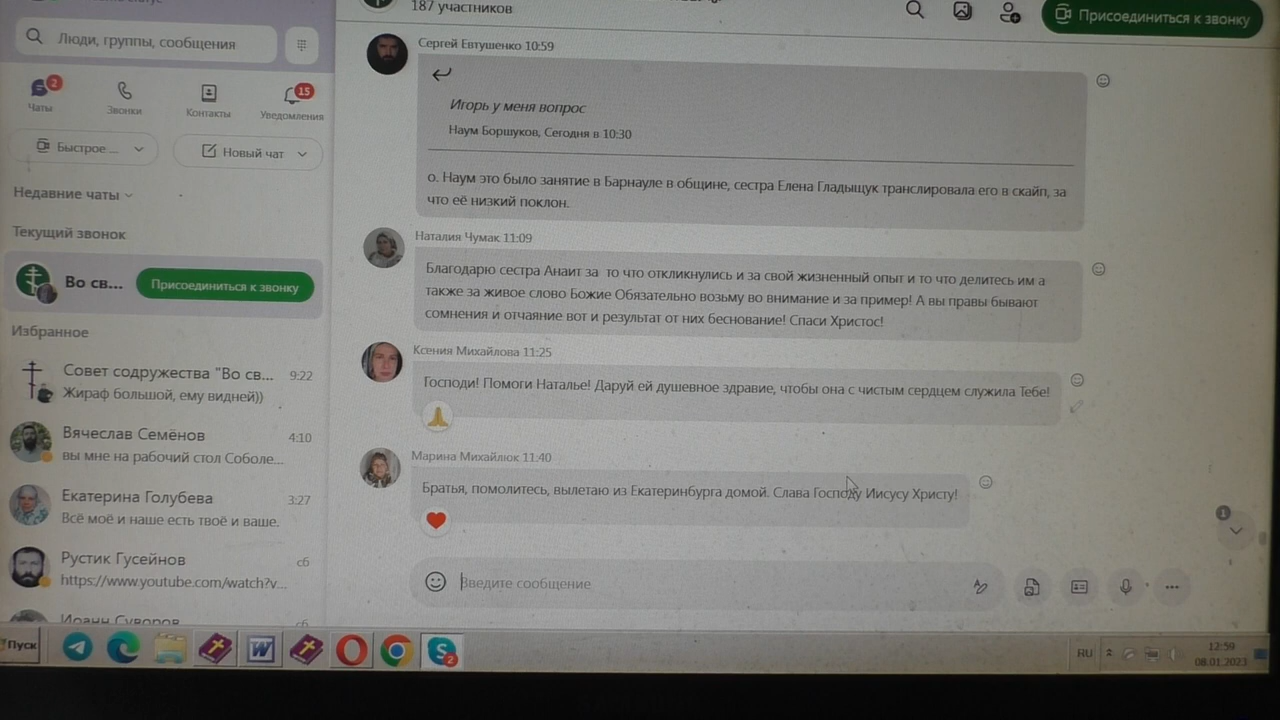 187 участников
Присоединиться к звонку
Люди, группы, сообщения
2
Чаты
Звонки
Контакты
15
Уведомления
Быстрое ...
Новый чат
Недавние чаты
Текущий звонок
Во св...
Присоединиться к звонку
Избранное
Совет содружества "Во св...
9:22
Жираф большой, ему видней))
Вячеслав Семёнов
4:10
вы мне на рабочий стол Соболе...
Екатерина Голубева
3:27
Всё моё и наше есть твоё и ваше.
Рустик Гусейнов
сб
https://www.youtube.com/watch?v...
Иоанн Суворов
сб
Сергей Евтушенко 10:59
Игорь у меня вопрос
Наум Боршуков, Сегодня в 10:30
о. Наум это было занятие в Барнауле в общине, сестра Елена Гладыщук транслировала его в скайп, за
что её низкий поклон.
Наталия Чумак 11:09
Благодарю сестра Анаит за то что откликнулись и за свой жизненный опыт и то что делитесь им а
также за живое слово Божие Обязательно возьму во внимание и за пример! А вы правы бывают
сомнения и отчаяние вот и результат от них беснование! Спаси Христос!
Ксения Михайлова 11:25
Господи! Помоги Наталье! Даруй ей душевное здравие, чтобы она с чистым сердцем служила Тебе!
Марина Михайлюк 11:40
Братья, помолитесь, вылетаю из Екатеринбурга домой. Слава Господу Иисусу Христу!
1
Введите сообщение
Пуск
W
S
2
RU
12:59
08.01.2023